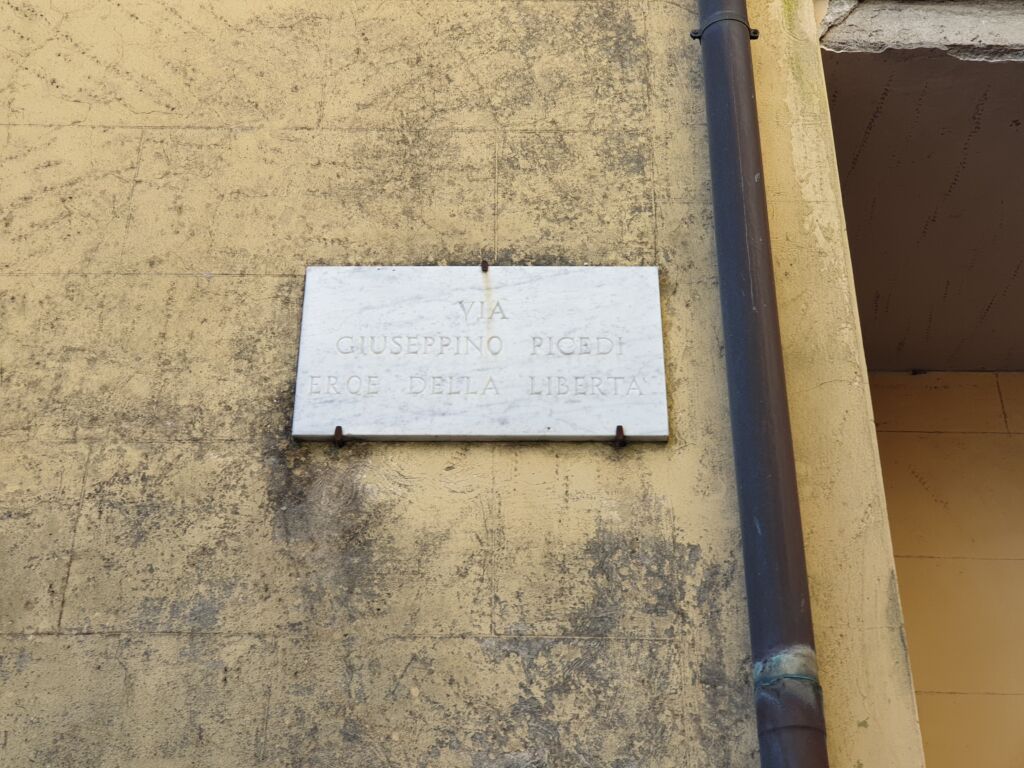 VIA
GIUSEPPINO PICEDI
EROE DELLA LIBERTA'